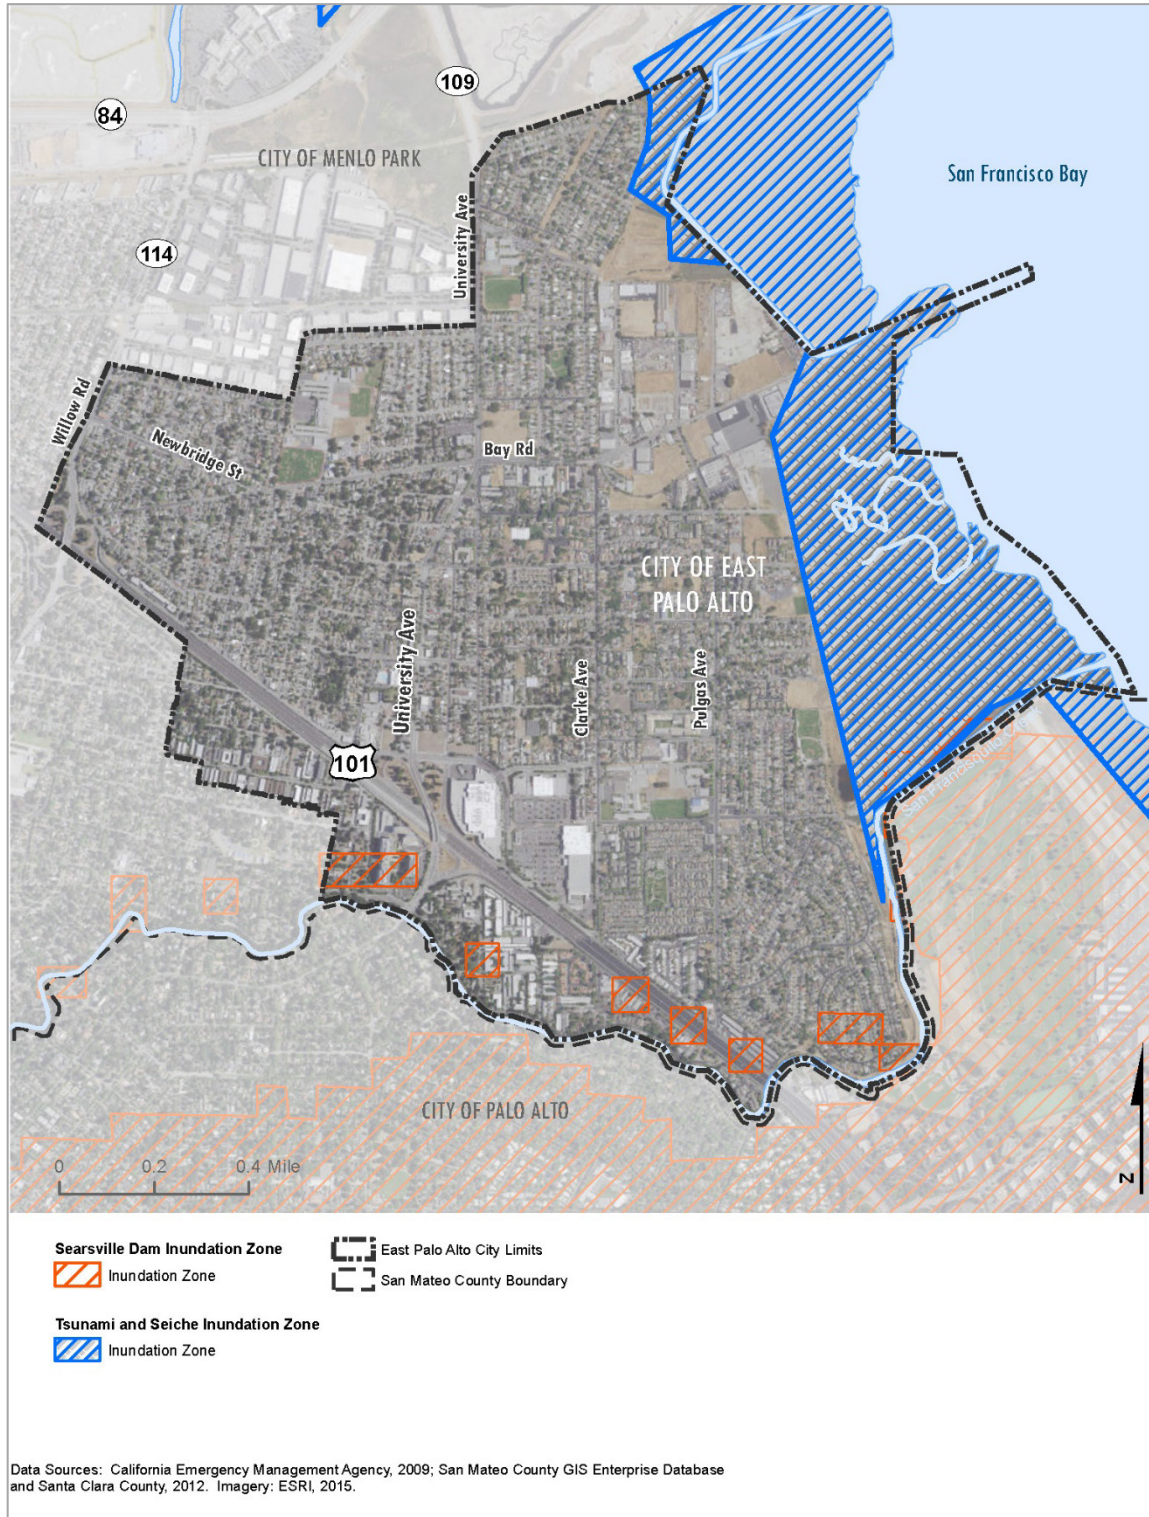 109
84
CITY OF MENLO PARK
San Francisco Bay
University Ave
114
Willow Rd
Newbridge St
Bay Rd
CITY OF EAST
PALO ALTO
University Ave
Clarke Ave
Pulgas Ave
101
CITY OF PALO ALTO
0 0.2 0.4 Mile
N
Searsville Dam Inundation Zone
Inundation Zone
East Palo Alto City Limits
San Mateo County Boundary
Tsunami and Seiche Inundation Zone
Inundation Zone
Data Sources: California Emergency Management Agency, 2009; San Mateo County GIS Enterprise Database
and Santa Clara County, 2012. Imagery: ESRI, 2015.